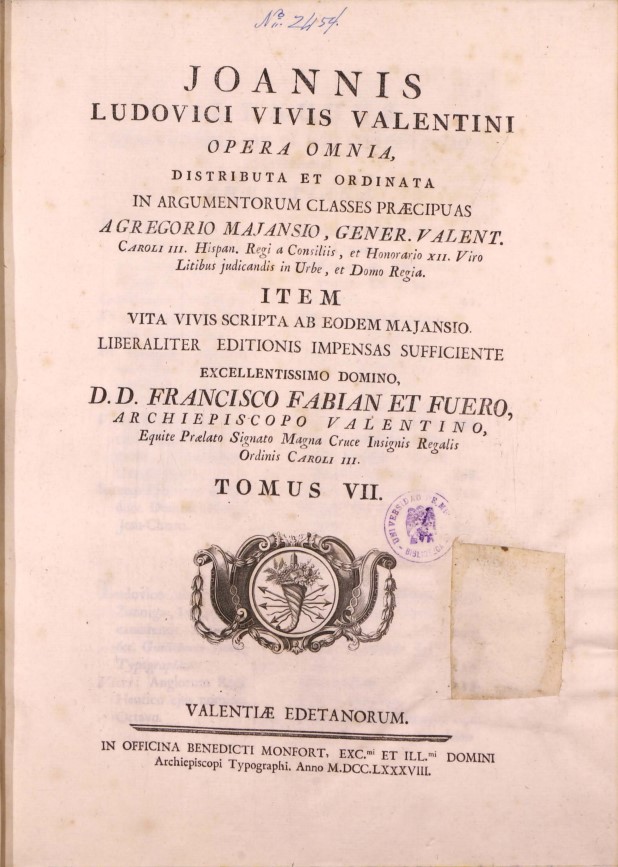 JOANNIS
LUDOVICI VIVIS VALENTINI
OPERA OMNIA,
DISTRIBUTA ET ORDINATA
IN ARGUMENTORUM CLASSES PRÆCIPUAS
A GREGORIO MAJANSIO, GENER. VALENT.
CAROLI III. Hispan. Regi a Consiliis, et Honorario XII. Viro
Litibus judicandis in Urbe, et Domo Regia.
ITEM
VITA VIVIS SCRIPTA AB EODEM MAJANSIO.
LIBERALITER EDITIONIS IMPENSAS SUFFICIENTE
EXCELLENTISSIMO DOMINO,
D. D. FRANCISCO FABIAN ET FUERO,
ARCHIEPISCOPO VALENTINO,
Equite Prælato Signato Magna Cruce Insignis Regalis
Ordinis CAROLI III.
TOMUS VII.
VALENTIÆ EDETANORUM.
IN OFFICINA BENEDICTI MONFORT, EXC.mi ET ILL.mi DOMINI
Archiepiscopi Typographi. Anno M.DCC.LXXXVIII.